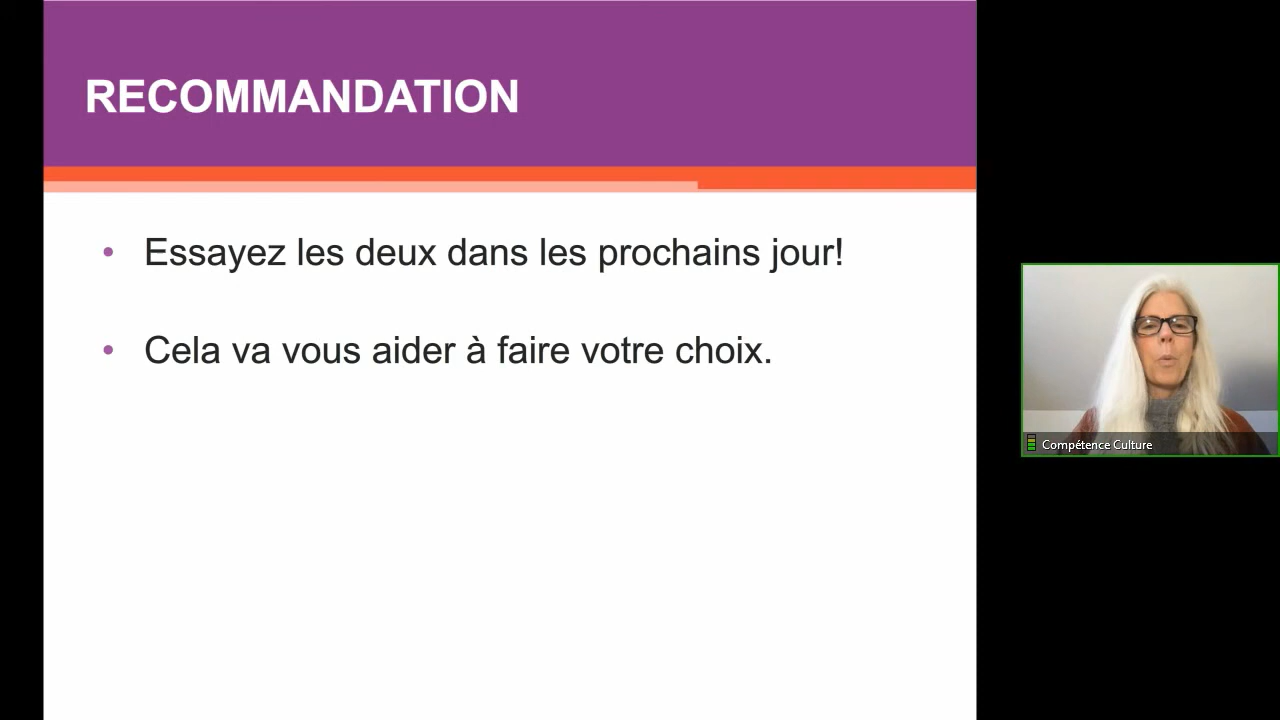 RECOMMANDATION
• Essayez les deux dans les prochains jour!
• Cela va vous aider à faire votre choix.
Compétence Culture